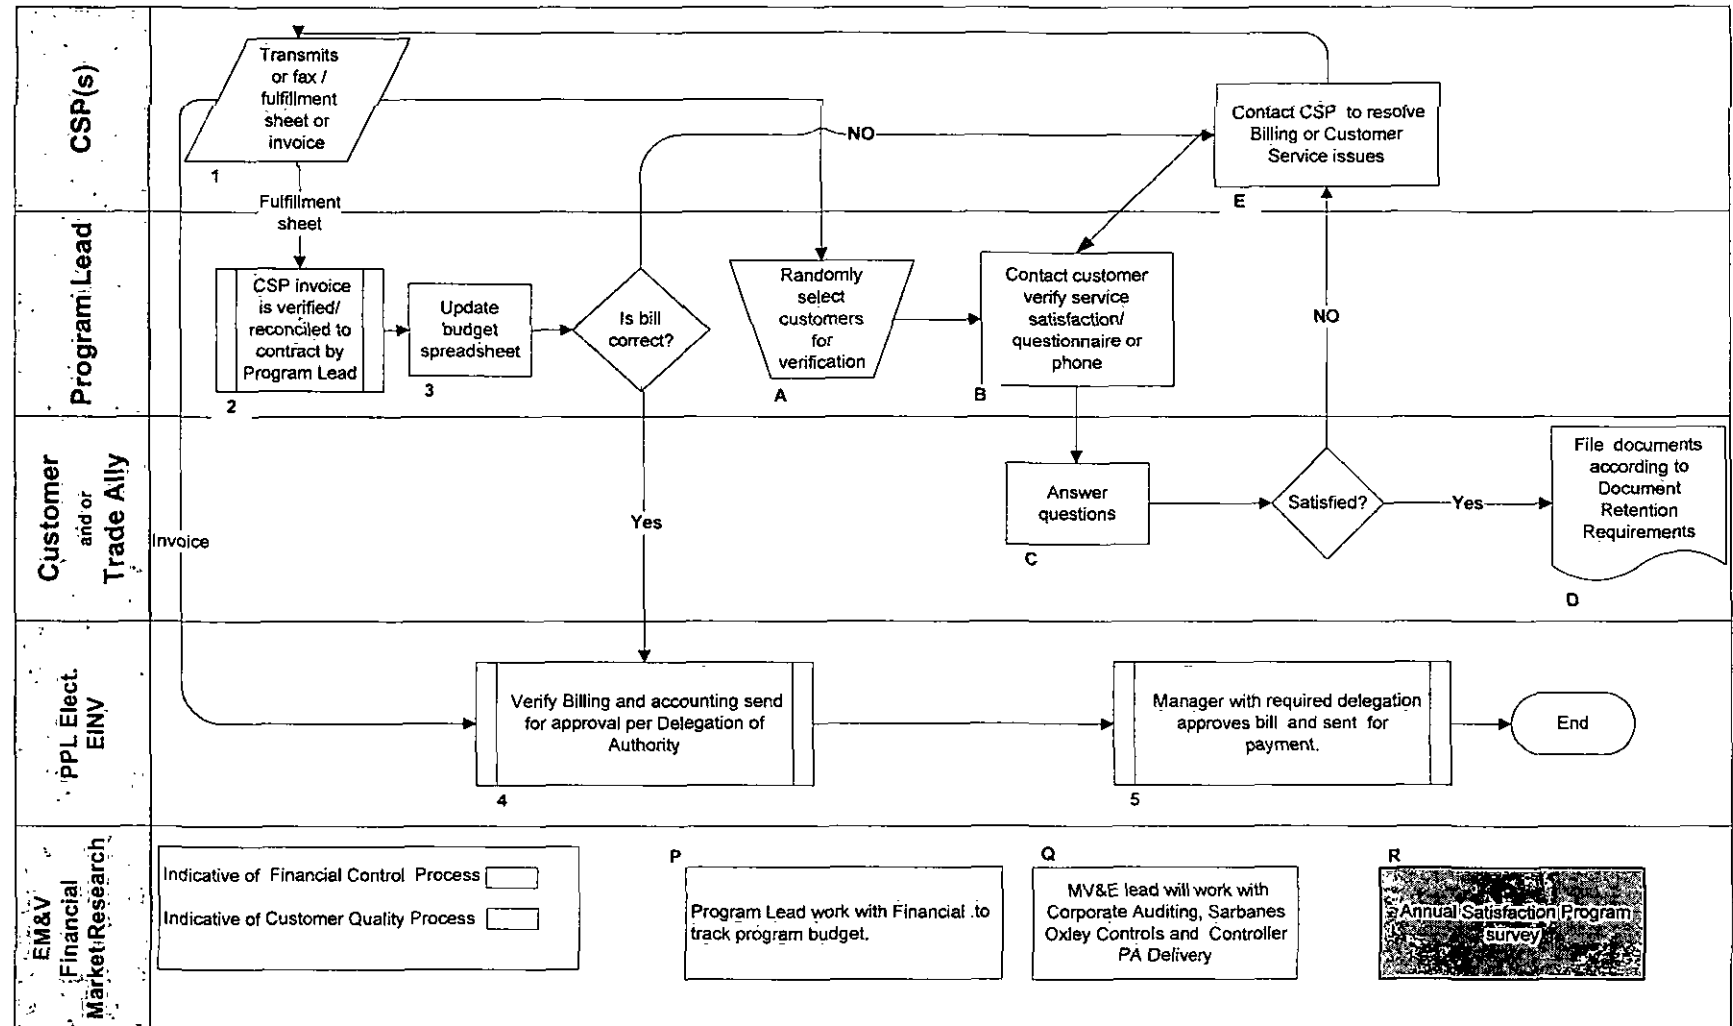 CSP(s)
Transmits
or fax /
fulfillment
sheet or
invoice
1
Fulfillment
sheet
NO
Contact CSP to resolve
Billing or Customer
Service issues
E
Program Lead
CSP invoice
is verified/
reconciled to
contract by
Program Lead
2
Update
budget
spreadsheet
3
Is bill
correct?
Randomly
select
customers
for
verification
A
Contact customer
verify service
satisfaction/
questionnaire or
phone
B
NO
Customer
and/or
Trade Ally
Invoice
Yes
Answer
questions
C
Satisfied?
Yes
File documents
according to
Document
Retention
Requirements
D
PPL Elect.
EINV
Verify Billing and accounting send
for approval per Delegation of
Authority
4
Manager with required delegation
approves bill and sent for
payment.
5
End
EM&V
Financial
Market Research
Indicative of Financial Control Process
Indicative of Customer Quality Process
P
Program Lead work with Financial to
track program budget.
Q
MV&E lead will work with
Corporate Auditing, Sarbanes
Oxley Controls and Controller
PA Delivery
R
Annual Satisfaction Program
survey